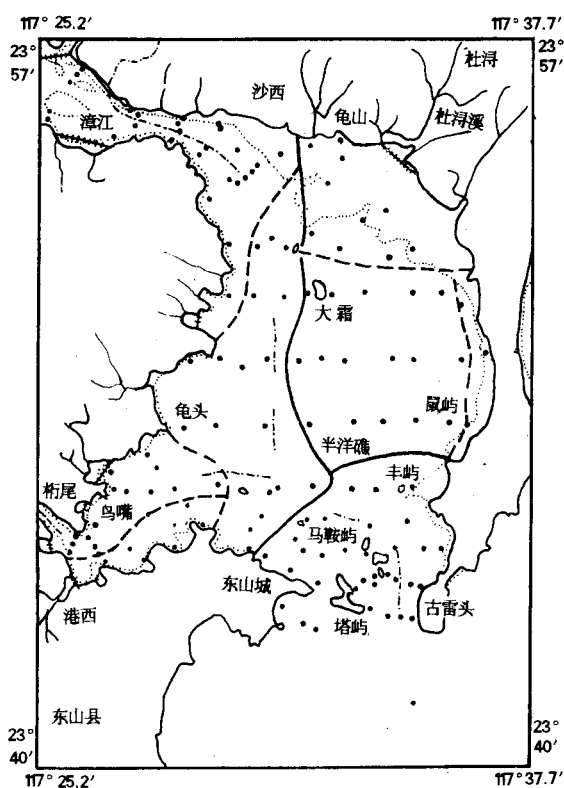 117° 25.2′
117° 37.7′
23°
57′
23°
57′
杜浔
沙西
漳江
龟山
杜浔溪
大霜
龟头
鼠屿
半洋礁
丰屿
桁尾
鸟嘴
马鞍屿
东山城
古雷头
港西
塔屿
东山县
23°
40′
23°
40′
117° 25.2′
117° 37.7′